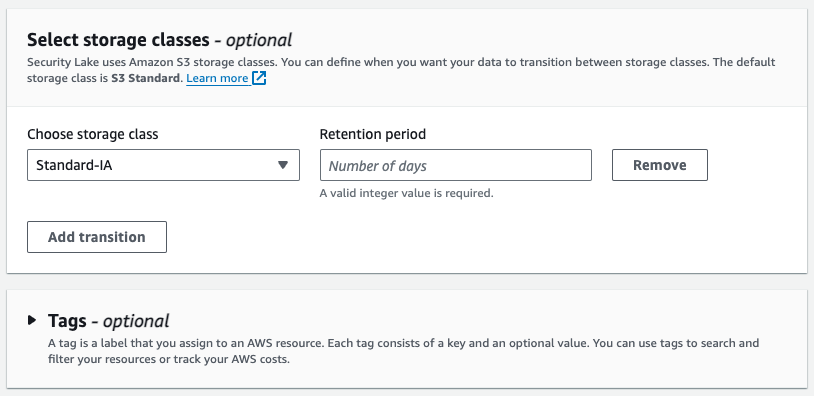 Select storage classes - optional
Security Lake uses Amazon S3 storage classes. You can define when you want your data to transition between storage classes. The default
storage class is S3 Standard. Learn more
Choose storage class
Retention period
Standard-IA
Number of days
Remove
A valid integer value is required.
Add transition
Tags - optional
A tag is a label that you assign to an AWS resource. Each tag consists of a key and an optional value. You can use tags to search and
filter your resources or track your AWS costs.